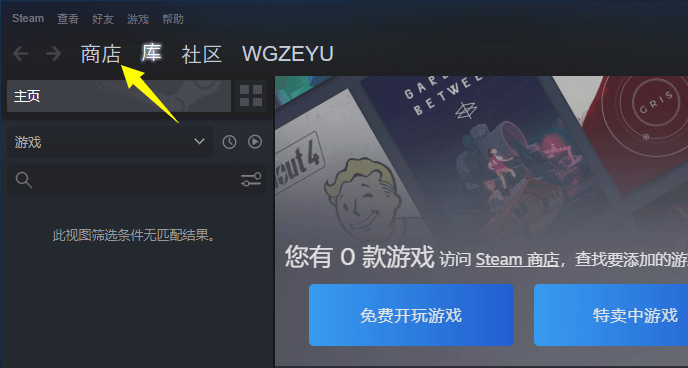 Steam 查看 好友 游戏 帮助
商店 库 社区 WGZEYU
主页
游戏
此视图筛选条件无匹配结果。
GAR
BETWE
out 4
GRIS
您有 0 款游戏 访问 Steam 商店，查找要添加的游
免费开玩游戏 特卖中游戏